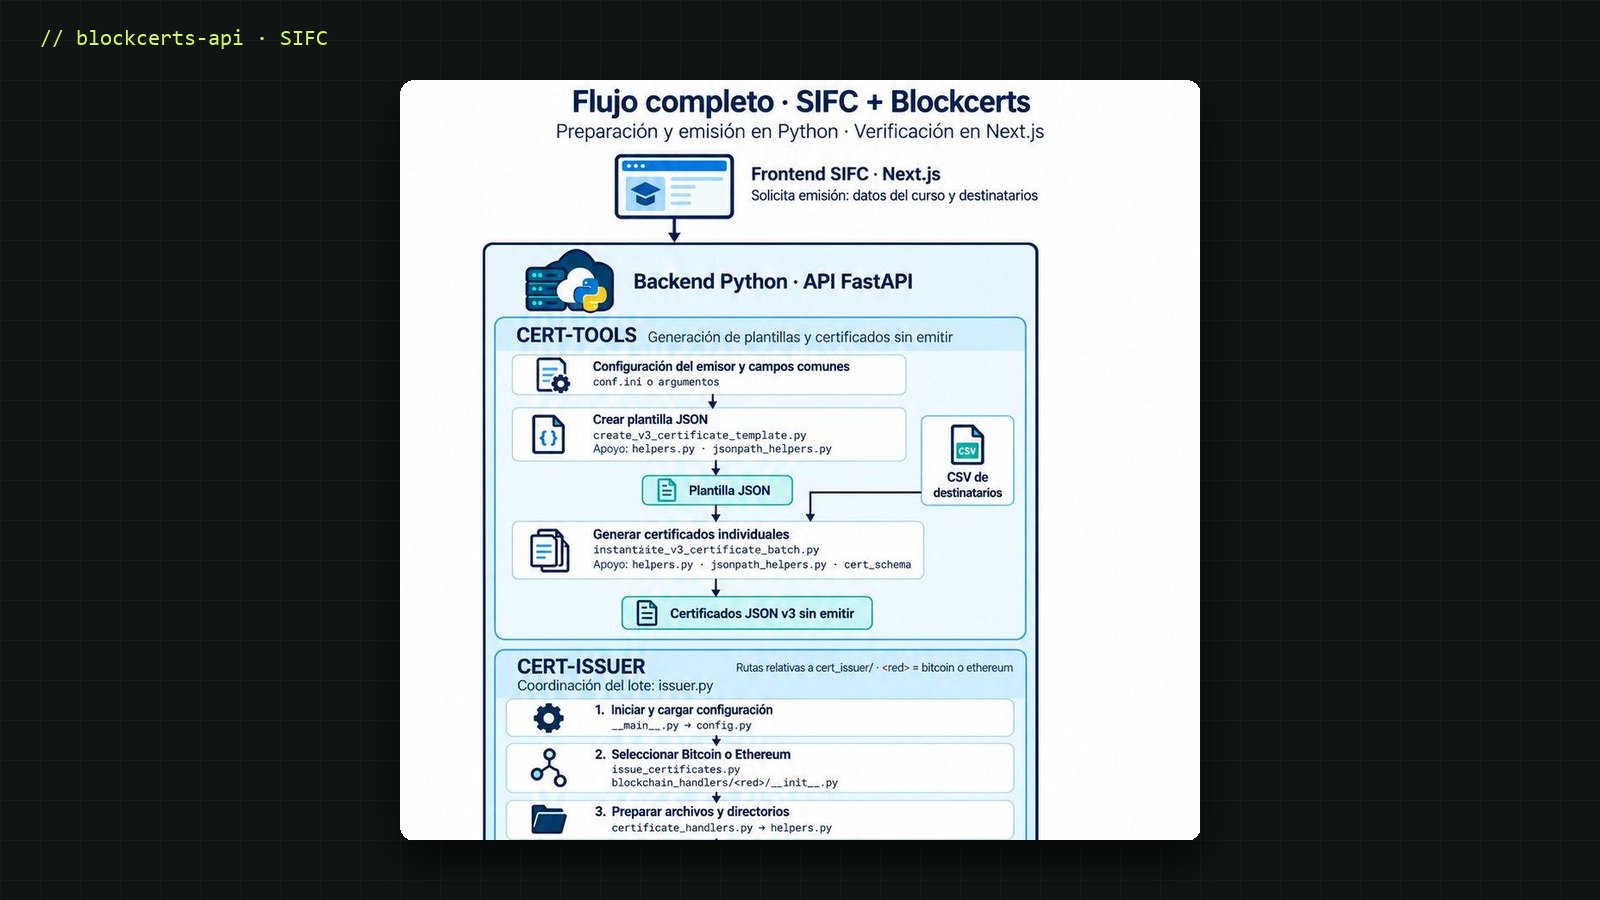 // blockcerts-api · SIFC
Flujo completo · SIFC + Blockcerts
Preparación y emisión en Python · Verificación en Next.js
Frontend SIFC · Next.js
Solicita emisión: datos del curso y destinatarios
Backend Python · API FastAPI
CERT-TOOLS Generación de plantillas y certificados sin emitir
Configuración del emisor y campos comunes
conf.ini o argumentos
Crear plantilla JSON
create_v3_certificate_template.py
Apoyo: helpers.py · jsonpath_helpers.py
CSV
CSV de
destinatarios
Plantilla JSON
Generar certificados individuales
Apoyo: helpers.py · jsonpath_helpers.py · cert_schema
Certificados JSON v3 sin emitir
CERT-ISSUER
Rutas relativas a cert_issuer/ · <red> = bitcoin o ethereum
Coordinación del lote: issuer.py
1. Iniciar y cargar configuración
__main__.py → config.py
2. Seleccionar Bitcoin o Ethereum
issue_certificates.py
blockchain_handlers/<red>/__init__.py
3. Preparar archivos y directorios
certificate_handlers.py → helpers.py